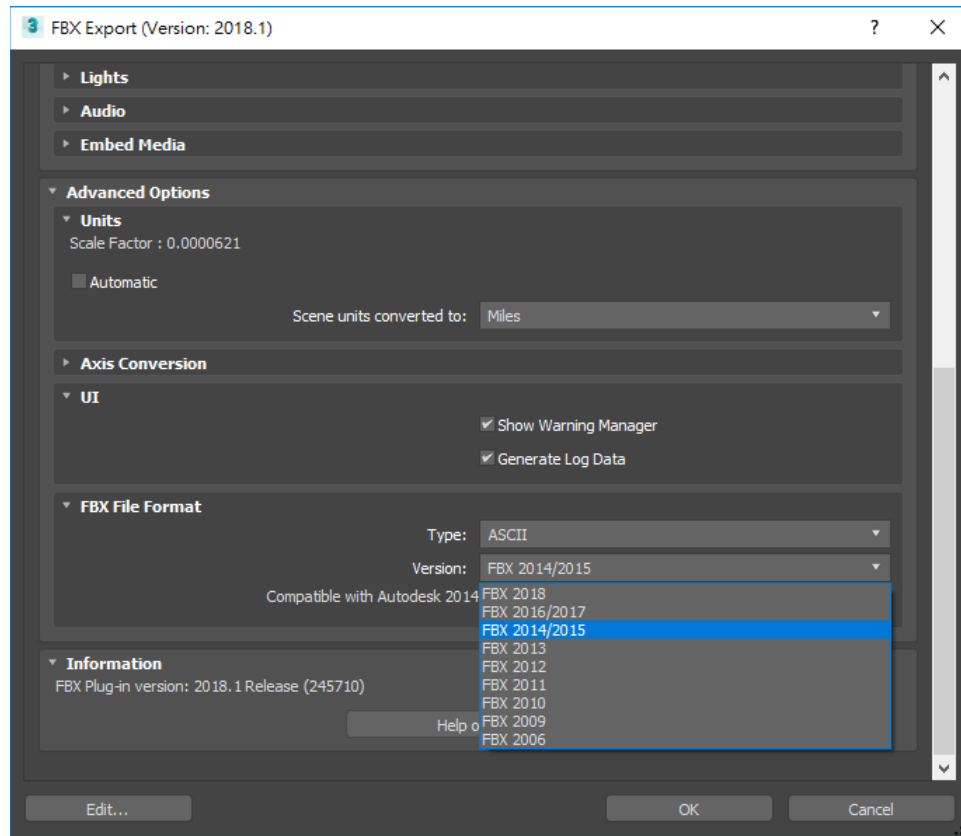 3 FBX Export (Version: 2018.1) ?
Lights
Audio
Embed Media
Advanced Options
Units
Scale Factor : 0.0000621
Automatic
Scene units converted to: Miles
Axis Conversion
UI
Show Warning Manager
Generate Log Data
FBX File Format
Type: ASCII
Version: FBX 2014/2015
Compatible with Autodesk 2014
FBX 2018
FBX 2016/2017
FBX 2014/2015
FBX 2013
FBX 2012
FBX 2011
FBX 2010
FBX 2009
FBX 2006
Information
FBX Plug-in version: 2018.1 Release (245710)
Help o
Edit... OK Cancel